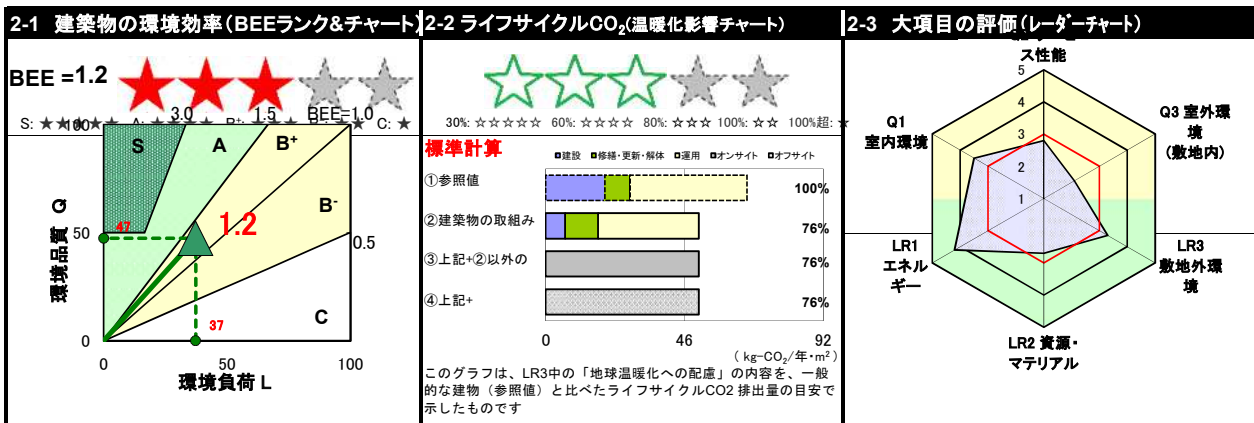 2-1 建築物の環境効率(BEEランク&チャート)
BEE =1.2
S: ★★★★★ A: ★★★★ B+: ★★★ B-: ★★ C: ★
3.0
1.5
BEE=1.0
100
S
A
B+
B-
0.5
C
47
1.2
37
50
0
環境品質 Q
0
50
100
環境負荷 L
2-2 ライフサイクルCO2(温暖化影響チャート)
30%: ☆☆☆☆☆ 60%: ☆☆☆☆ 80%: ☆☆☆ 100%: ☆☆ 100%超: ★
標準計算
■建設 ■修繕・更新・解体 □運用 ■オンサイト ■オフサイト
①参照値
100%
②建築物の取組み
76%
③上記+②以外の
76%
④上記+
76%
0
46
92
( kg-CO2/年・m2 )
このグラフは、LR3中の「地球温暖化への配慮」の内容を、一般
的な建物(参照値)と比べたライフサイクルCO2 排出量の目安で
示したものです
2-3 大項目の評価(レーダーチャート)
ス性能
5
4
3
2
1
Q1
室内環境
Q3 室外環
境
(敷地内)
LR1
エネル
ギー
LR3
敷地外環
境
LR2 資源・
マテリアル